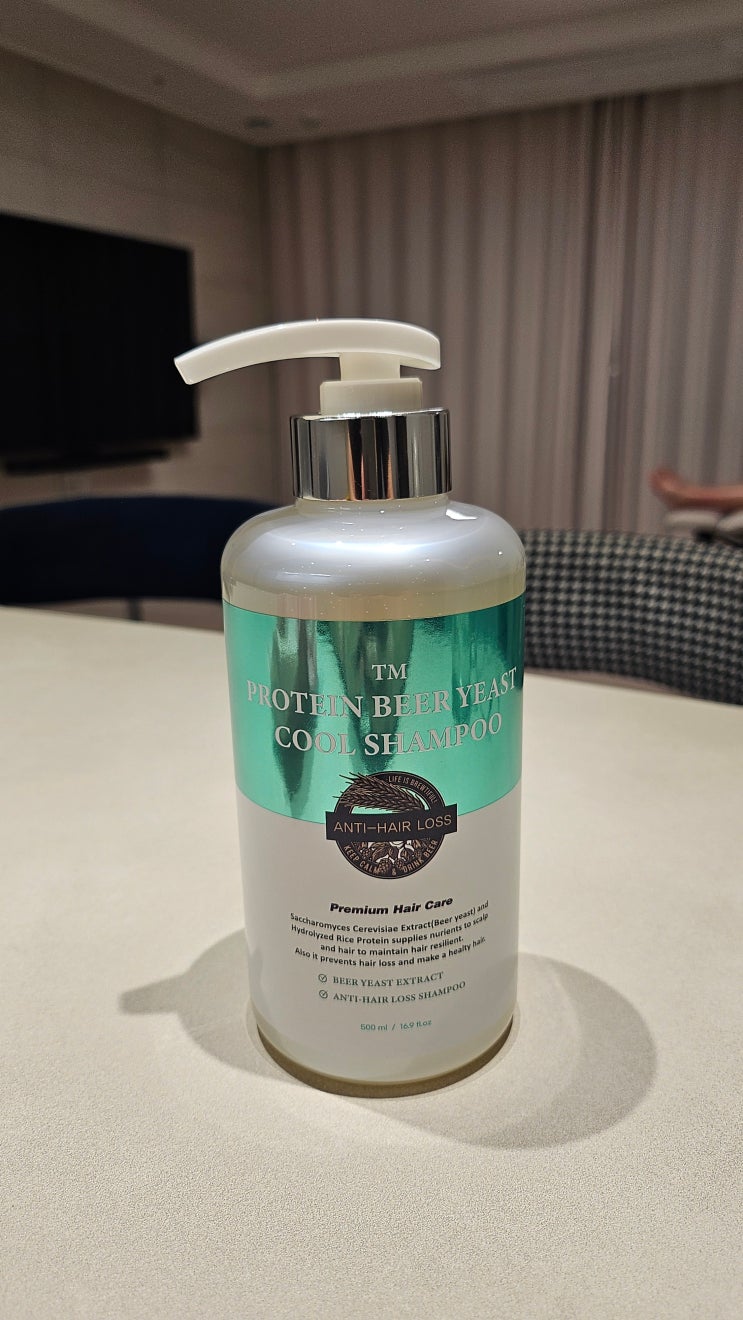 TM
PROTEIN BEER YEAST
COOL SHAMPOO
LIFE IS BREWTIFUL
ANTI-HAIR LOSS
KEEP CALM & DRINK BEER
Premium Hair Care
Saccharomyces Cerevisiae Extract(Beer yeast) and
Hydrolyzed Rice Protein supplies nurients to scalp
and hair to maintain hair resilient.
Also it prevents hair loss and make a healty hair.
BEER YEAST EXTRACT
ANTI-HAIR LOSS SHAMPOO
500 ml / 16.9 fl.oz